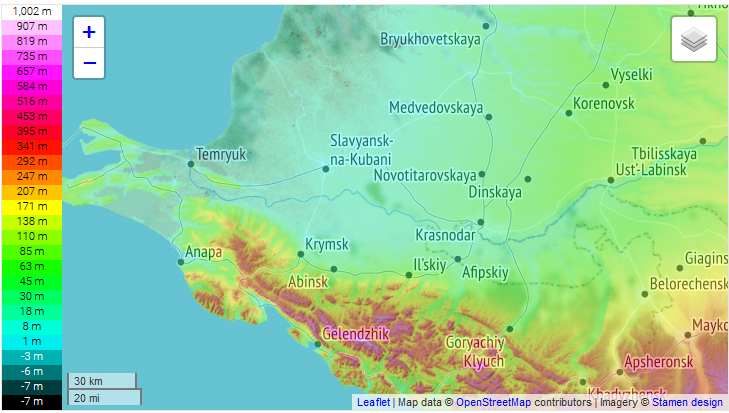 1,002 m
907 m
819 m
735 m
657 m
584 m
516 m
453 m
395 m
341 m
292 m
247 m
207 m
171 m
138 m
110 m
85 m
63 m
45 m
30 m
18 m
8 m
1 m
-3 m
-6 m
-7 m
-7 m
+
−
Bryukhovetskaya
Vyselki
Korenovsk
Medvedovskaya
Slavyansk-
na-Kubani
Temryuk
Tbilisskaya
Ust'-Labinsk
Novotitarovskaya
Dinskaya
Krasnodar
Krymsk
Anapa
Il'skiy
Afipskiy
Giagins
Abinsk
Belorechensk
Gelendzhik
Goryachiy
Klyuch
Mayko
Apsheronsk
Khadyzhensk
30 km
20 mi
Leaflet | Map data © OpenStreetMap contributors | Imagery © Stamen design